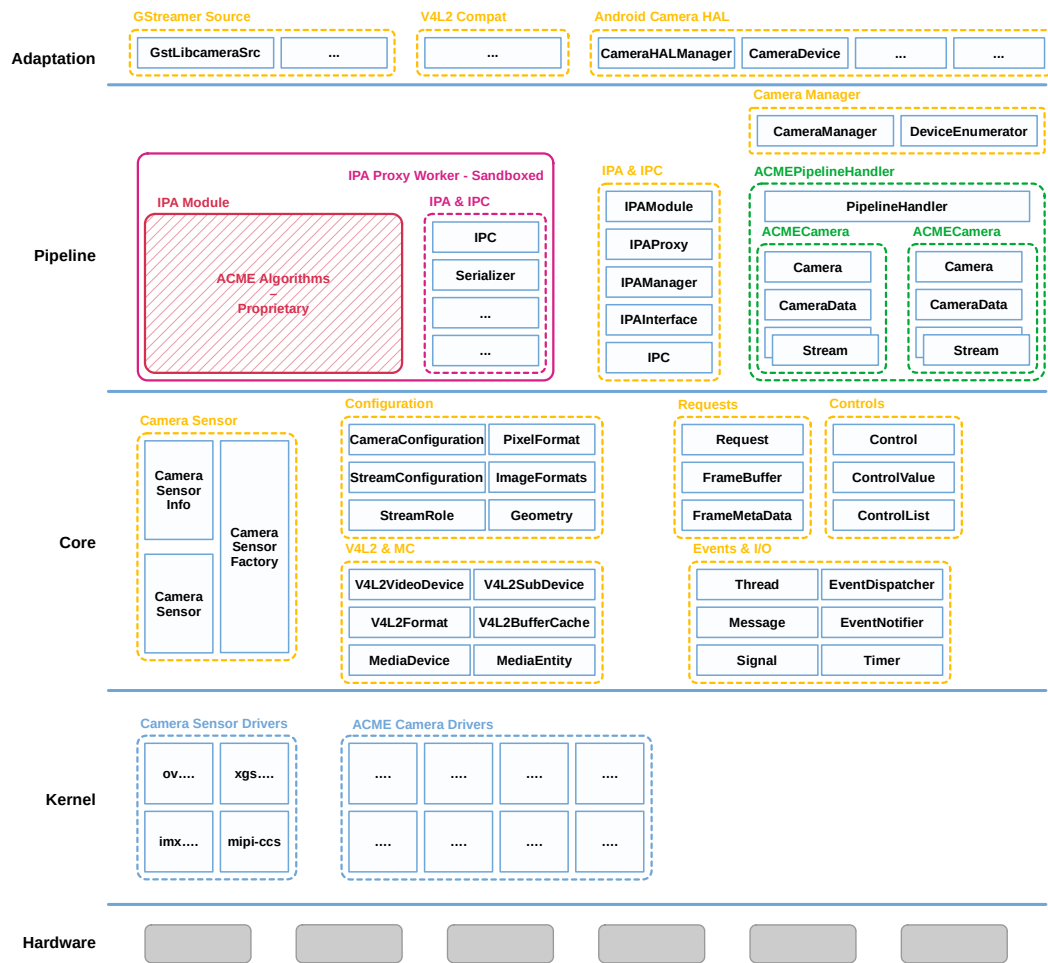 GStreamer Source
V4L2 Compat
Android Camera HAL
Adaptation
GstLibcameraSrc
...
...
CameraHALManager
CameraDevice
...
...
Camera Manager
CameraManager
DeviceEnumerator
Pipeline
IPA Proxy Worker - Sandboxed
IPA Module
ACME Algorithms
–
Proprietary
IPA & IPC
IPC
Serializer
...
...
IPA & IPC
IPAModule
IPAProxy
IPAManager
IPAInterface
IPC
ACMEPipelineHandler
PipelineHandler
ACMECamera
Camera
CameraData
Stream
ACMECamera
Camera
CameraData
Stream
Core
Camera Sensor
Camera
Sensor
Info
Camera
Sensor
Camera
Sensor
Factory
Configuration
CameraConfiguration
PixelFormat
StreamConfiguration
ImageFormats
StreamRole
Geometry
Requests
Request
FrameBuffer
FrameMetaData
Controls
Control
ControlValue
ControlList
V4L2 & MC
V4L2VideoDevice
V4L2SubDevice
V4L2Format
V4L2BufferCache
MediaDevice
MediaEntity
Events & I/O
Thread
EventDispatcher
Message
EventNotifier
Signal
Timer
Kernel
Camera Sensor Drivers
ov....
xgs....
imx....
mipi-ccs
ACME Camera Drivers
....
....
....
....
....
....
....
....
Hardware